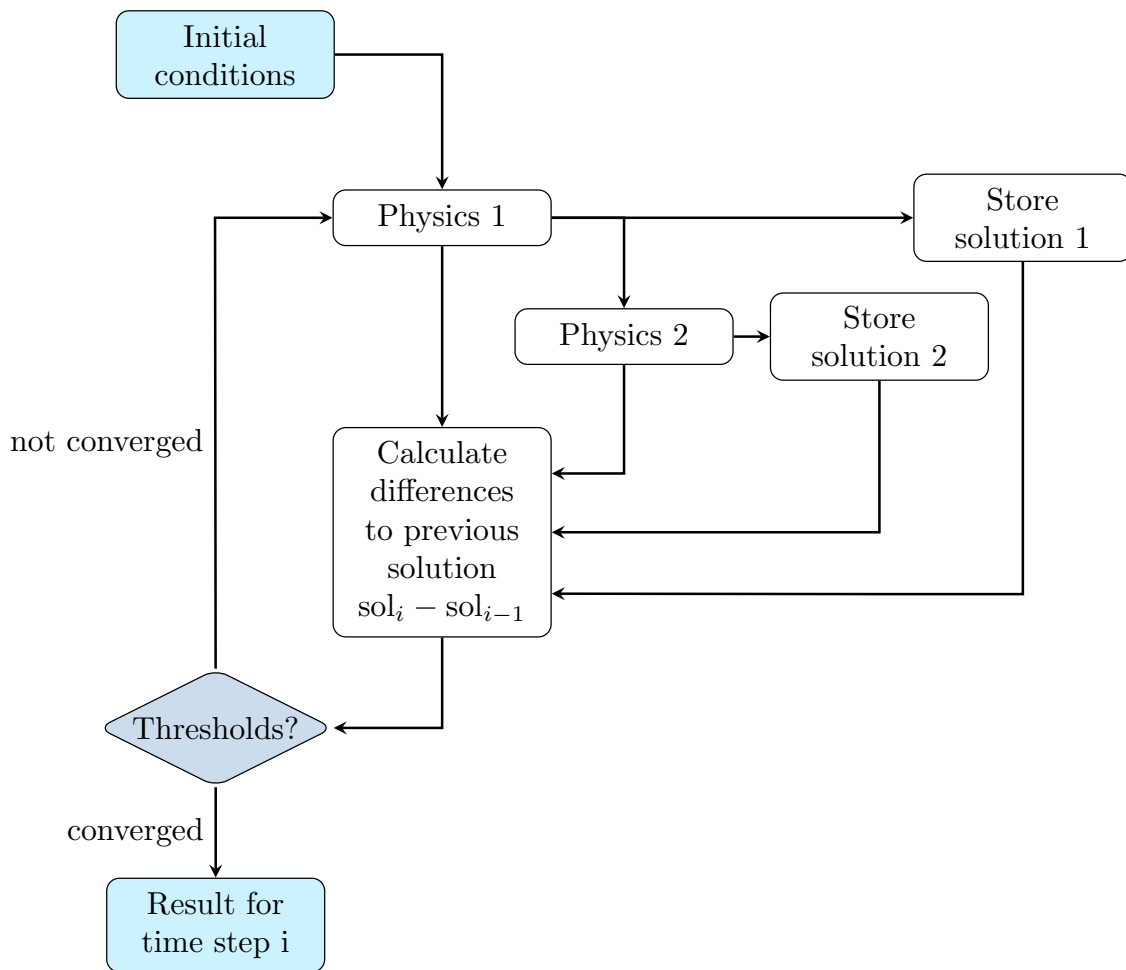 Initial
conditions
Physics 1
Store
solution 1
Physics 2
Store
solution 2
not converged
Calculate
differences
to previous
solution
sol_i − sol_{i−1}
Thresholds?
converged
Result for
time step i